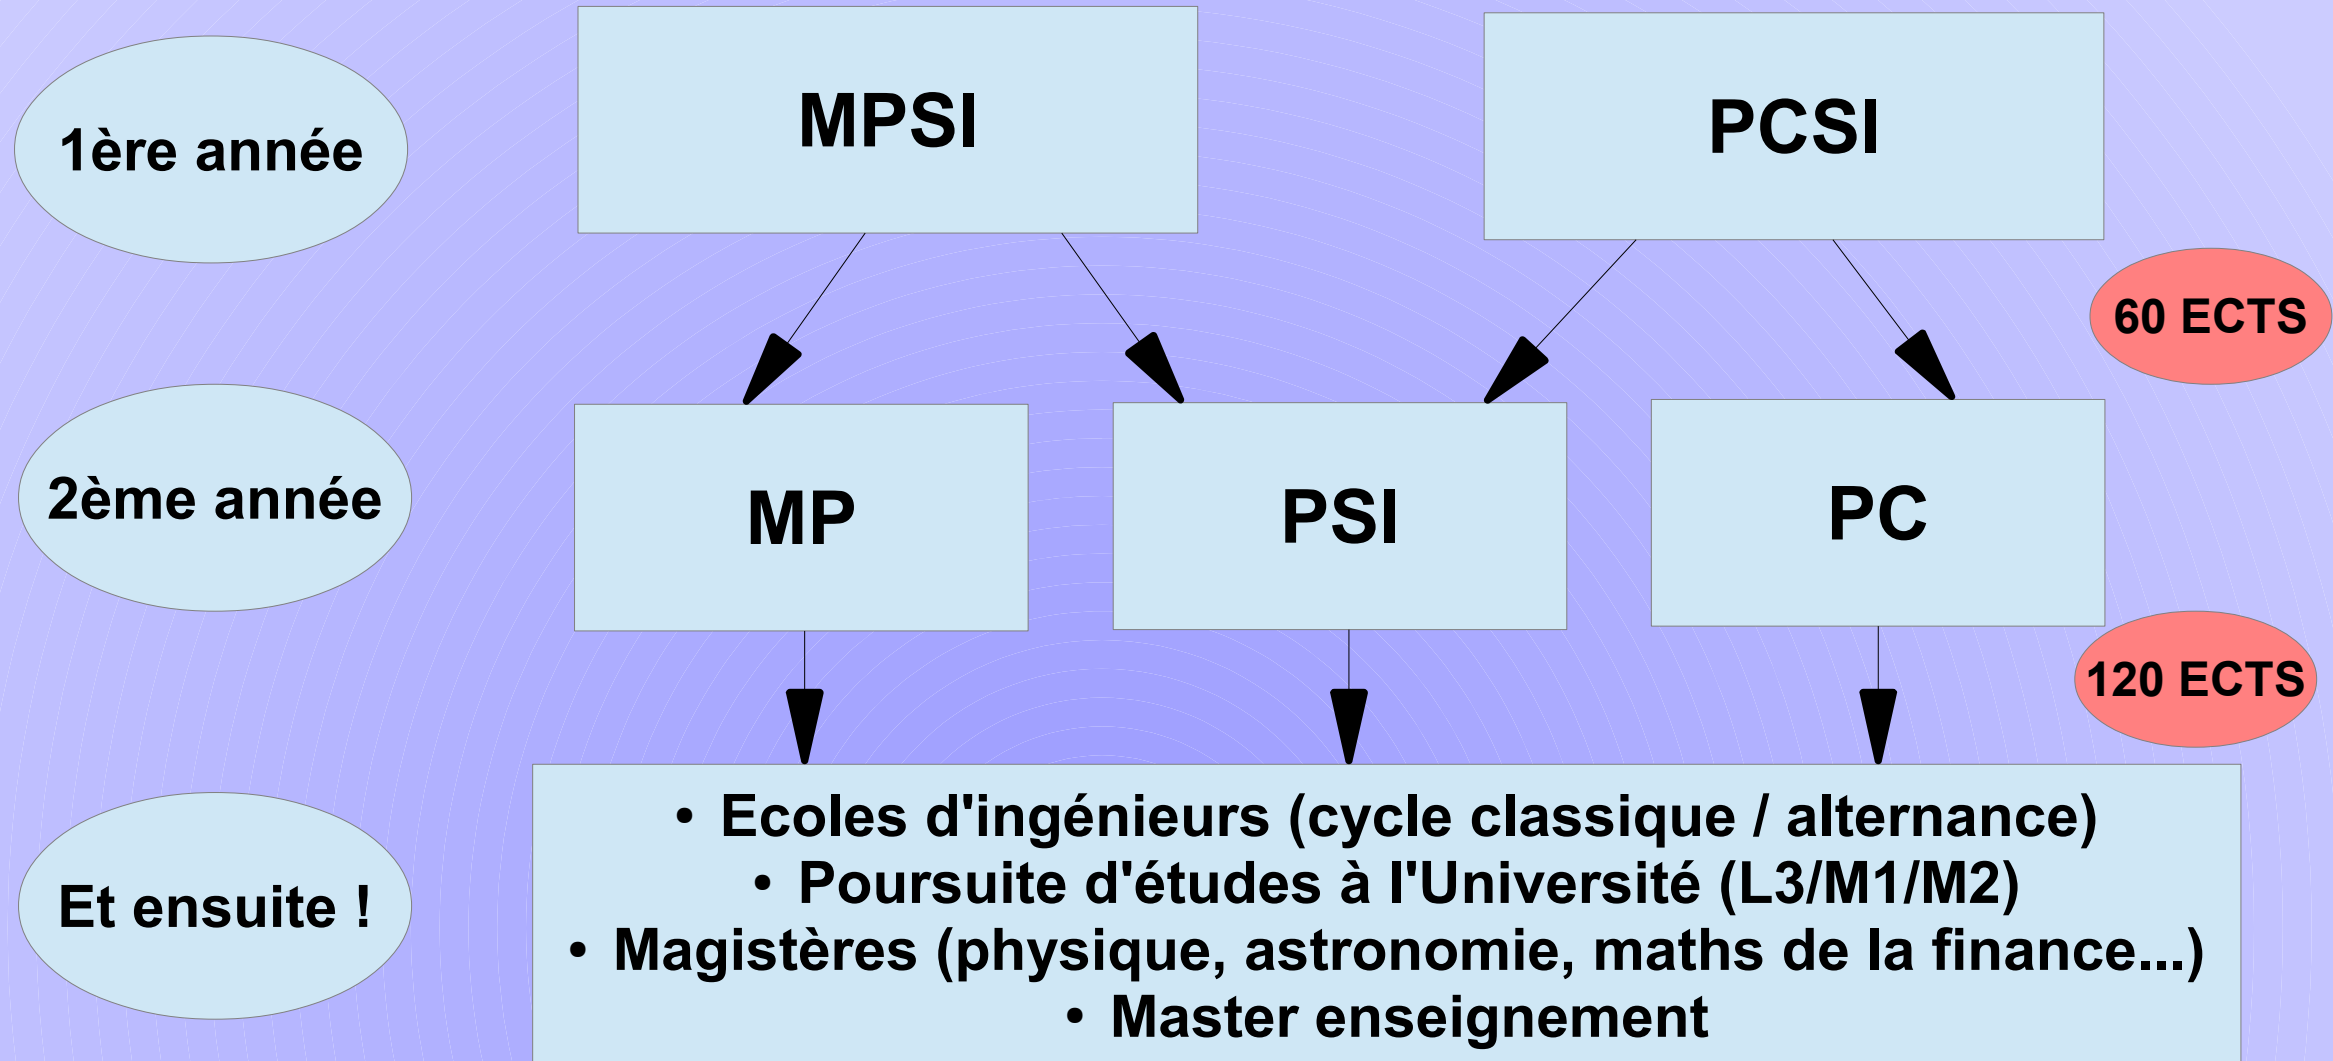 1ère année
MPSI
PCSI
60 ECTS
2ème année
MP
PSI
PC
120 ECTS
Et ensuite !
• Ecoles d'ingénieurs (cycle classique / alternance)
• Poursuite d'études à l'Université (L3/M1/M2)
• Magistères (physique, astronomie, maths de la finance...)
• Master enseignement